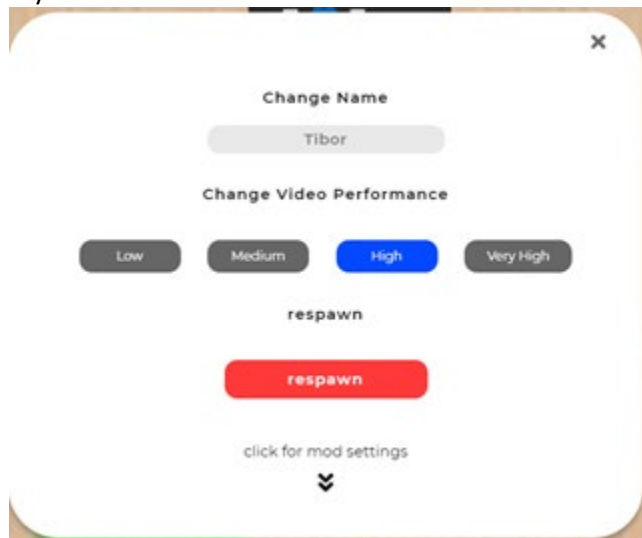 Change Name
Tibor
Change Video Performance
Low Medium High Very High
respawn
respawn
click for mod settings